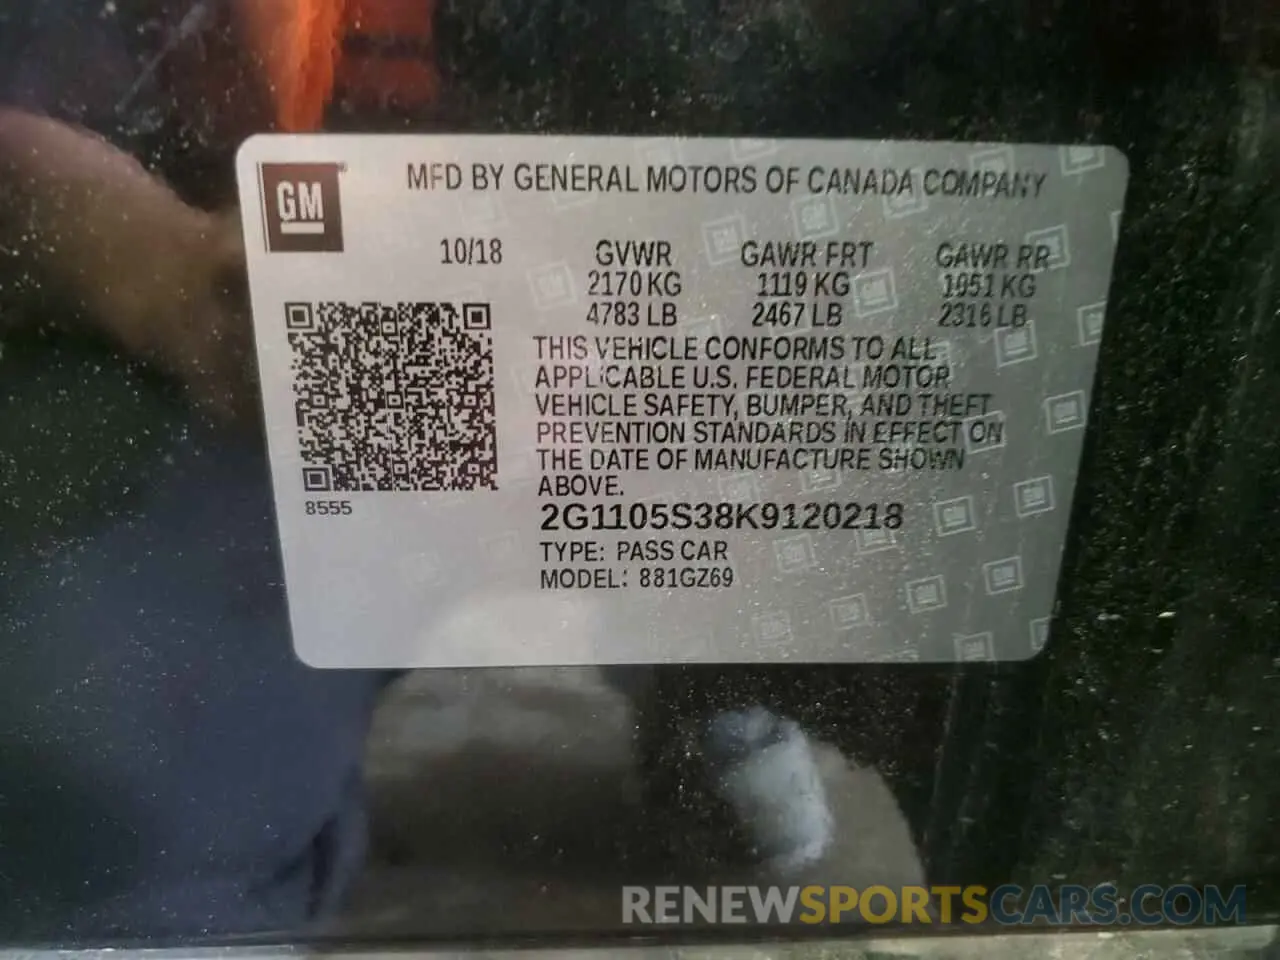 GM
MFD BY GENERAL MOTORS OF CANADA COMPANY
10/18 GVWR GAWR FRT GAWR RR
2170 KG 1119 KG 1051 KG
4783 LB 2467 LB 2316 LB
THIS VEHICLE CONFORMS TO ALL
APPLICABLE U.S. FEDERAL MOTOR
VEHICLE SAFETY, BUMPER, AND THEFT
PREVENTION STANDARDS IN EFFECT ON
THE DATE OF MANUFACTURE SHOWN
ABOVE.
8555
2G1105S38K9120218
TYPE: PASS CAR
MODEL: 881GZ69
RENEWSPORTSCARS.COM